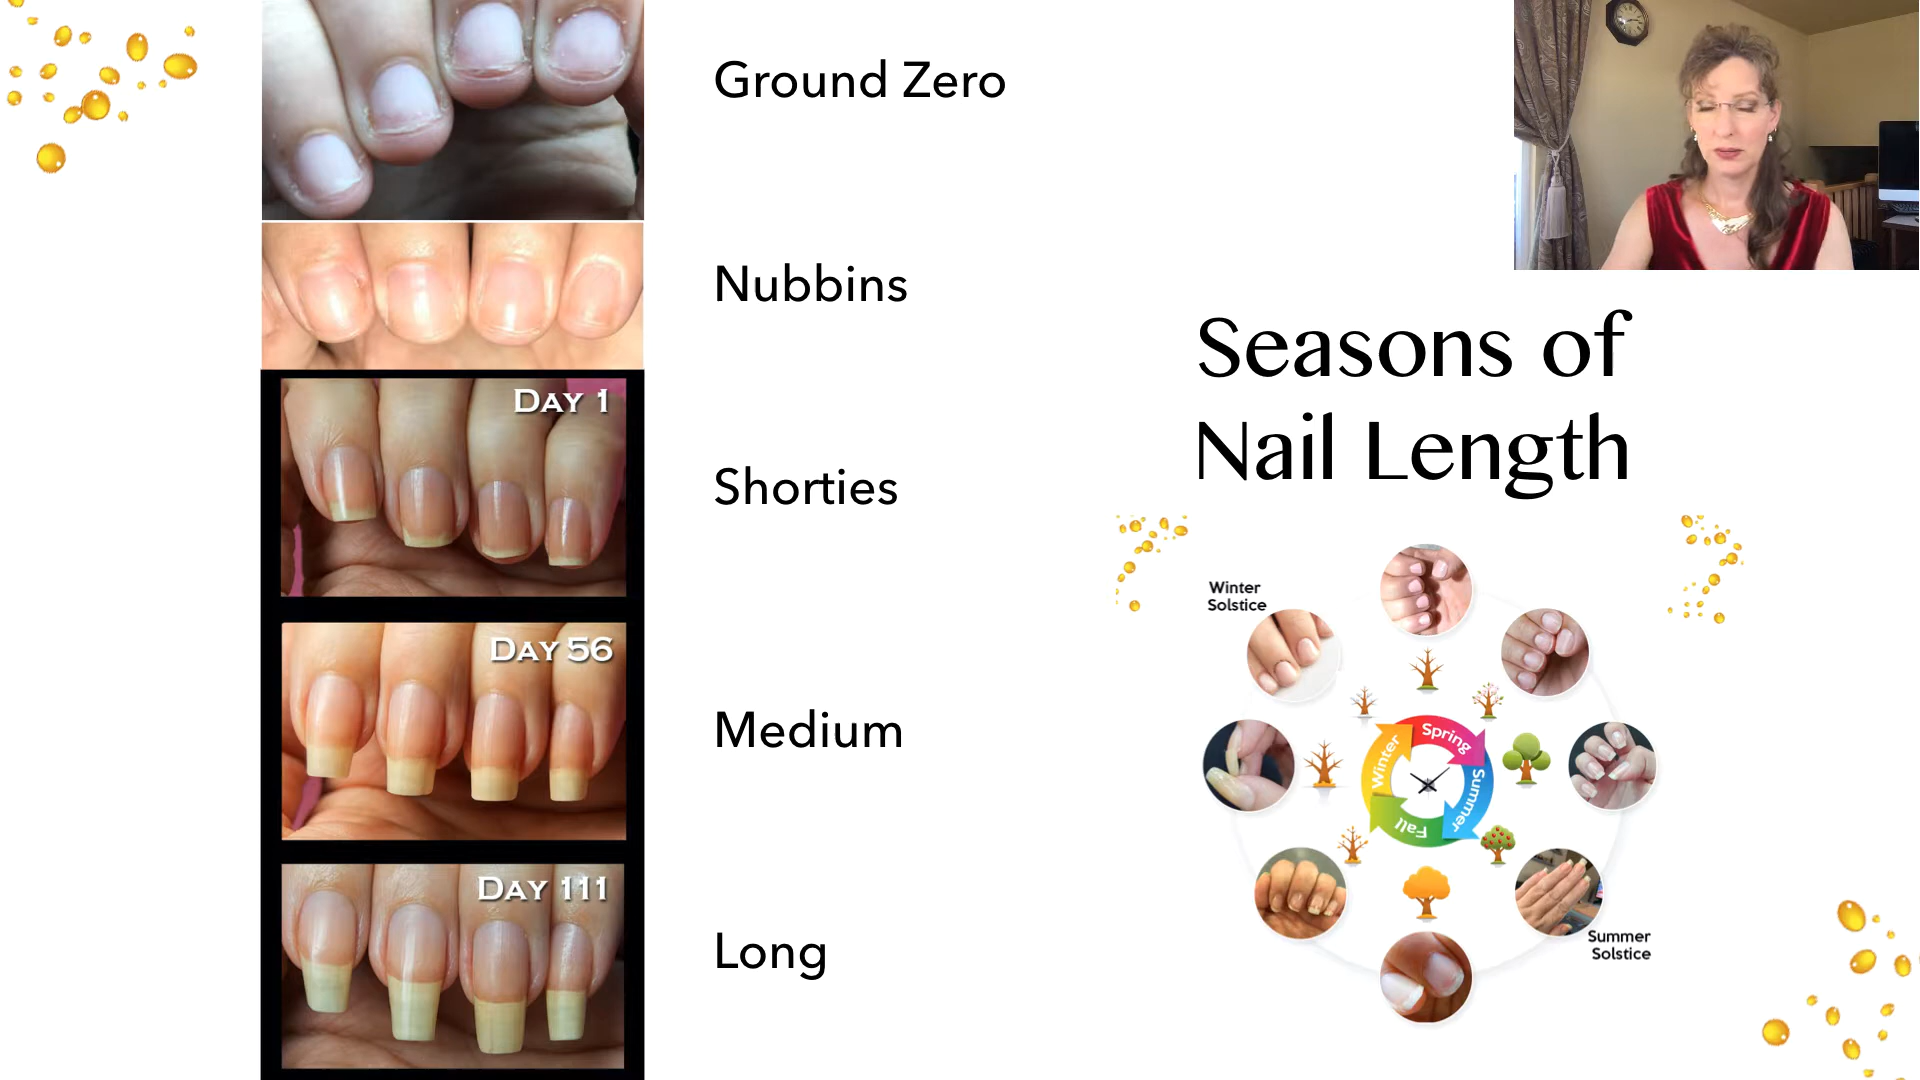 Ground Zero
Nubbins
DAY 1
Shorties
DAY 56
Medium
DAY 111
Long
Seasons of
Nail Length
Winter
Solstice
Spring
Summer
Fall
Winter
Summer
Solstice